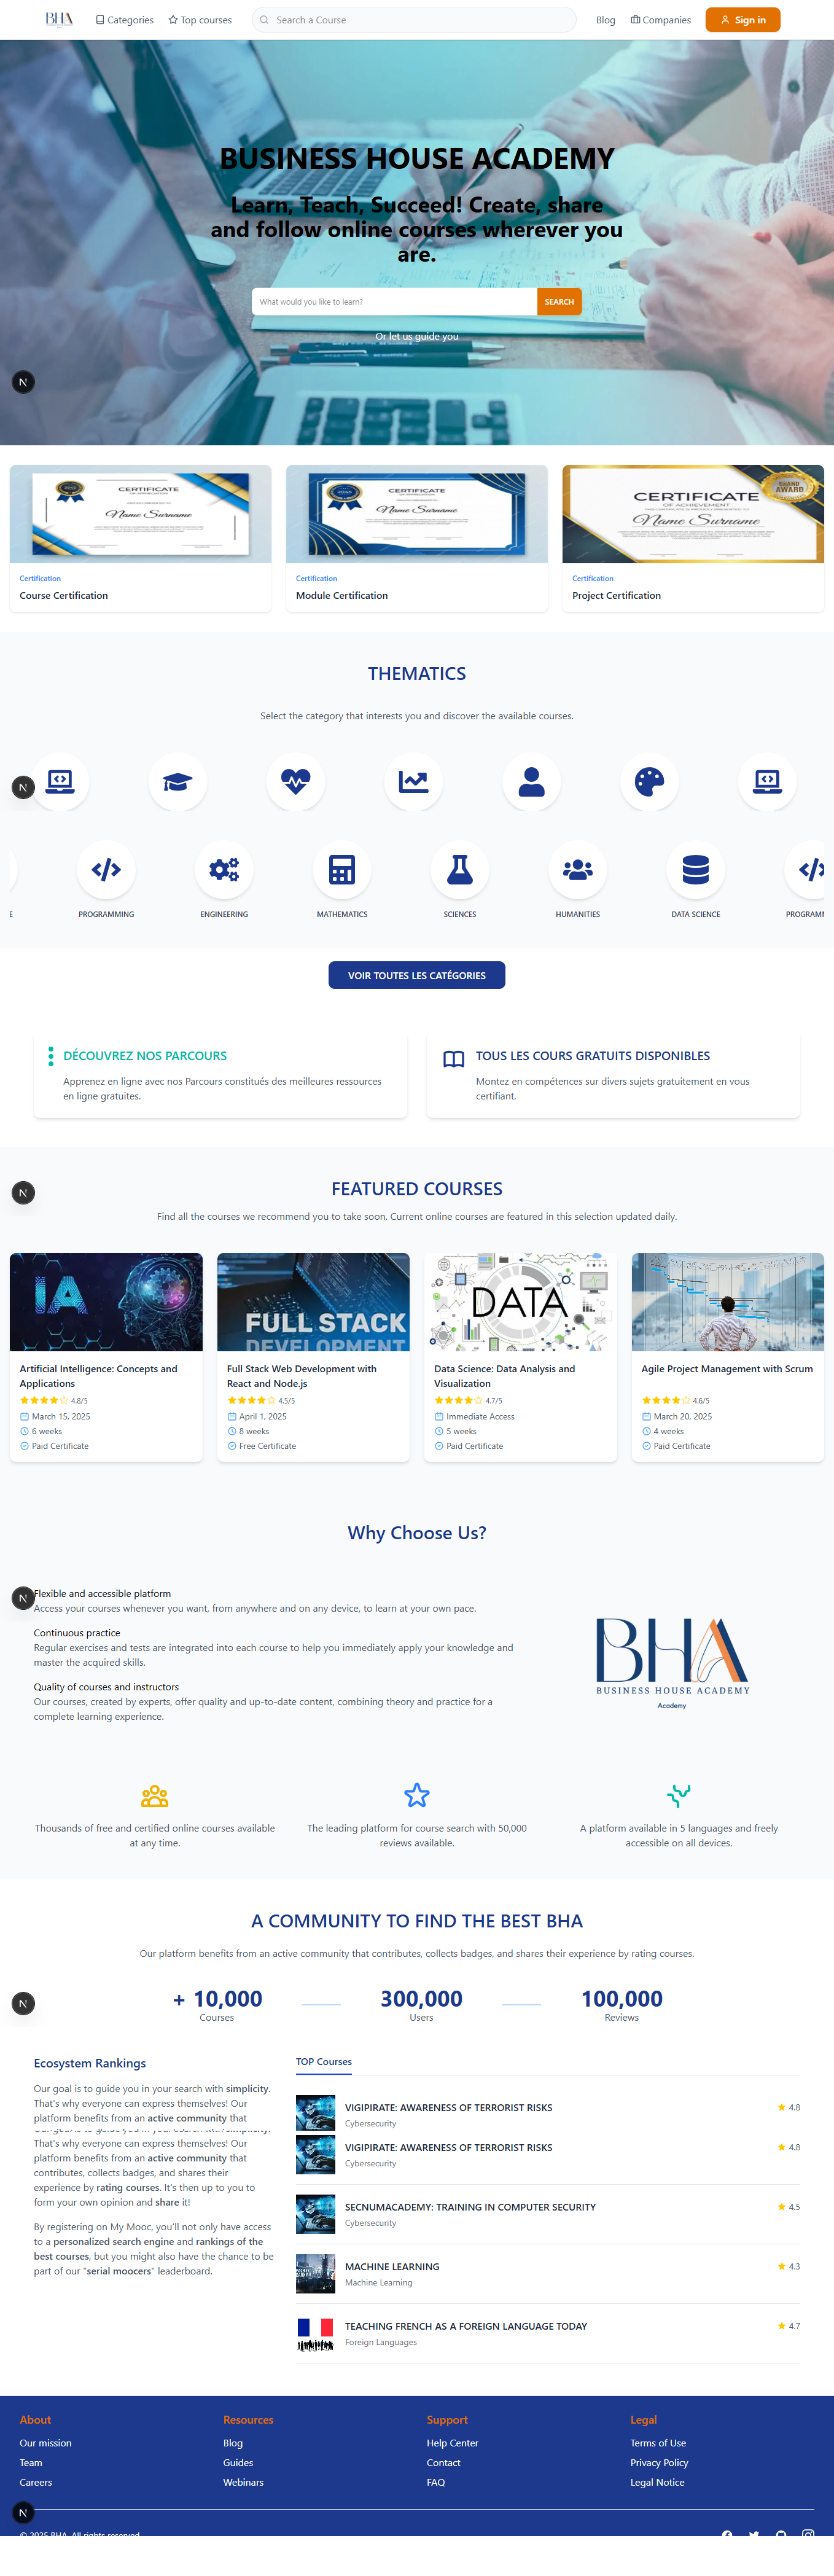 BHA
Categories
Top courses
Search a Course
Blog
Companies
Sign in
BUSINESS HOUSE ACADEMY
Learn, Teach, Succeed! Create, share
and follow online courses wherever you
are.
What would you like to learn?
SEARCH
Or let us guide you
N
CERTIFICATE
OF APPRECIATION
Name Surname
CERTIFICATE
OF APPRECIATION
Name Surname
CERTIFICATE
OF ACHIEVEMENT
Name Surname
BRAND
AWARD
Certification
Course Certification
Certification
Module Certification
Certification
Project Certification
THEMATICS
Select the category that interests you and discover the available courses.
N
E
PROGRAMMING
ENGINEERING
MATHEMATICS
SCIENCES
HUMANITIES
DATA SCIENCE
PROGRAMM
VOIR TOUTES LES CATÉGORIES
DÉCOUVREZ NOS PARCOURS
Apprenez en ligne avec nos Parcours constitués des meilleures ressources
en ligne gratuites.
TOUS LES COURS GRATUITS DISPONIBLES
Montez en compétences sur divers sujets gratuitement en vous
certifiant.
N
FEATURED COURSES
Find all the courses we recommend you to take soon. Current online courses are featured in this selection updated daily.
IA
FULL STACK
DEVELOPMENT
DATA
Artificial Intelligence: Concepts and
Applications
4.8/5
March 15, 2025
6 weeks
Paid Certificate
Full Stack Web Development with
React and Node.js
4.5/5
April 1, 2025
8 weeks
Free Certificate
Data Science: Data Analysis and
Visualization
4.7/5
Immediate Access
5 weeks
Paid Certificate
Agile Project Management with Scrum
4.6/5
March 20, 2025
4 weeks
Paid Certificate
Why Choose Us?
N
Flexible and accessible platform
Access your courses whenever you want, from anywhere and on any device, to learn at your own pace.
Continuous practice
Regular exercises and tests are integrated into each course to help you immediately apply your knowledge and
master the acquired skills.
Quality of courses and instructors
Our courses, created by experts, offer quality and up-to-date content, combining theory and practice for a
complete learning experience.
BHA
BUSINESS HOUSE ACADEMY
Academy
Thousands of free and certified online courses available
at any time.
The leading platform for course search with 50,000
reviews available.
A platform available in 5 languages and freely
accessible on all devices.
A COMMUNITY TO FIND THE BEST BHA
Our platform benefits from an active community that contributes, collects badges, and shares their experience by rating courses.
N
+ 10,000
Courses
300,000
Users
100,000
Reviews
Ecosystem Rankings
Our goal is to guide you in your search with simplicity.
That's why everyone can express themselves! Our
platform benefits from an active community that
Our goal is to guide you in your search with simplicity.
That's why everyone can express themselves! Our
platform benefits from an active community that
contributes, collects badges, and shares their
experience by rating courses. It's then up to you to
form your own opinion and share it!
By registering on My Mooc, you'll not only have access
to a personalized search engine and rankings of the
best courses, but you might also have the chance to be
part of our "serial moocers" leaderboard.
TOP Courses
VIGIPIRATE: AWARENESS OF TERRORIST RISKS
Cybersecurity
4.8
VIGIPIRATE: AWARENESS OF TERRORIST RISKS
Cybersecurity
4.8
SECNUMACADEMY: TRAINING IN COMPUTER SECURITY
Cybersecurity
4.5
MACHINE LEARNING
Machine Learning
4.3
TEACHING FRENCH AS A FOREIGN LANGUAGE TODAY
Foreign Languages
4.7
About
Our mission
Team
Careers
Resources
Blog
Guides
Webinars
Support
Help Center
Contact
FAQ
Legal
Terms of Use
Privacy Policy
Legal Notice
N
© 2025 BHA. All rights reserved.